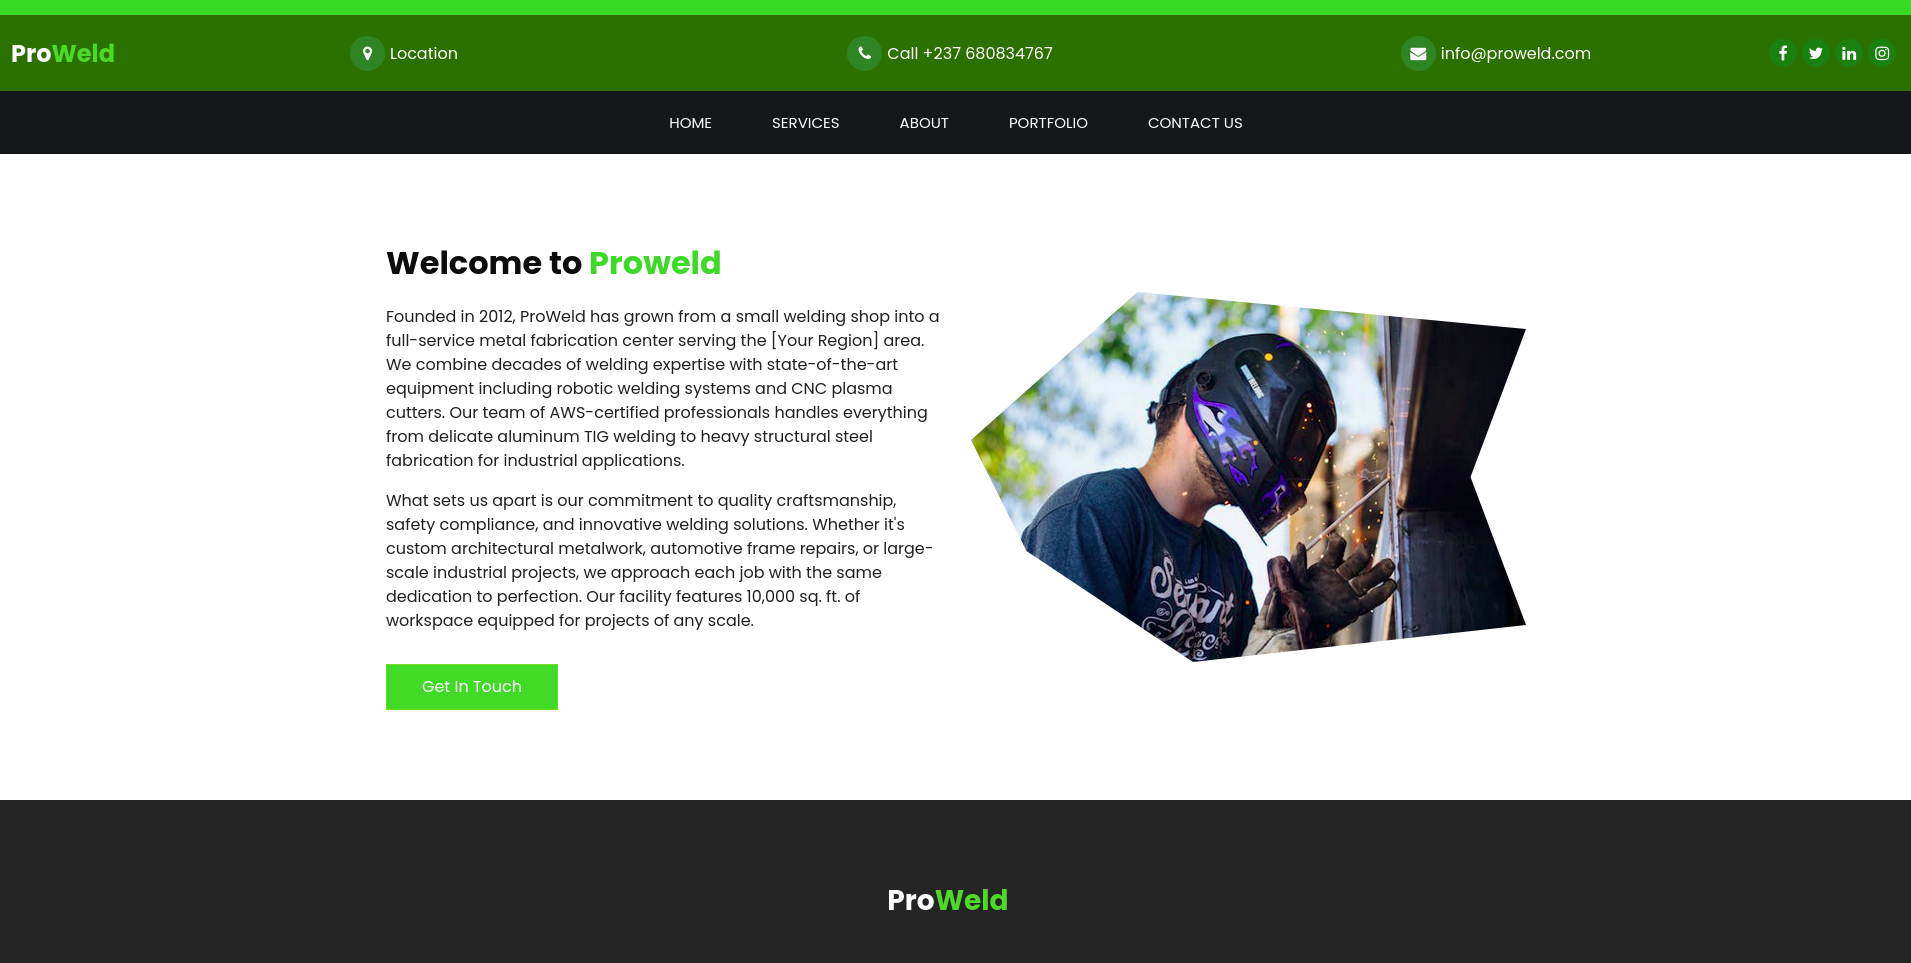 ProWeld
Location
Call +237 680834767
info@proweld.com
HOME
SERVICES
ABOUT
PORTFOLIO
CONTACT US
Welcome to Proweld
Founded in 2012, ProWeld has grown from a small welding shop into a
full-service metal fabrication center serving the [Your Region] area.
We combine decades of welding expertise with state-of-the-art
equipment including robotic welding systems and CNC plasma
cutters. Our team of AWS-certified professionals handles everything
from delicate aluminum TIG welding to heavy structural steel
fabrication for industrial applications.
What sets us apart is our commitment to quality craftsmanship,
safety compliance, and innovative welding solutions. Whether it's
custom architectural metalwork, automotive frame repairs, or large-
scale industrial projects, we approach each job with the same
dedication to perfection. Our facility features 10,000 sq. ft. of
workspace equipped for projects of any scale.
Get In Touch
ProWeld